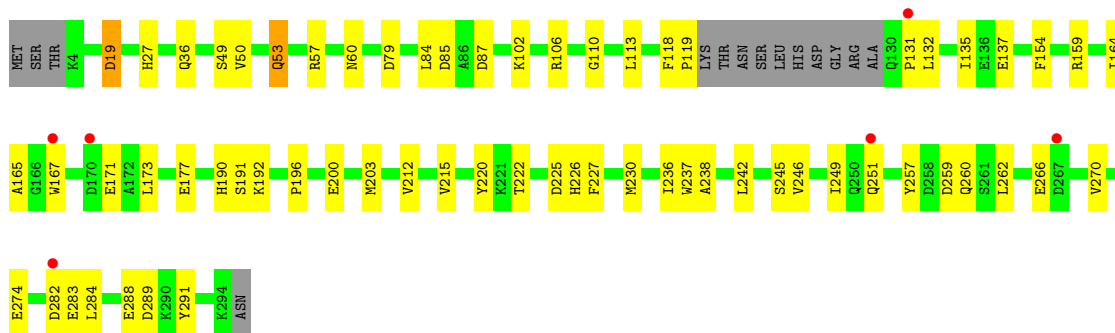 MET SER THR K4 D19 H27 Q36 S49 V50 Q53 R57 N60 D79 L84 D85 A86 D87 K102 R106 G110 L113 F118 P119 LYS THR ASN SER LEU HIS ASP GLY ARG ALA Q130 P131 L132 I135 E136 E137 F154 R159 I164
A165 G166 W167 D170 E171 A172 L173 E177 H190 S191 K192 P196 E200 M203 V212 V215 Y220 K221 T222 D225 H226 F227 M230 I236 W237 A238 L242 S245 V246 I249 Q250 Q251 Y257 D258 D259 Q260 S261 L262 E266 D267 V270
E274 D282 E283 L284 E288 D289 K290 Y291 K294 ASN